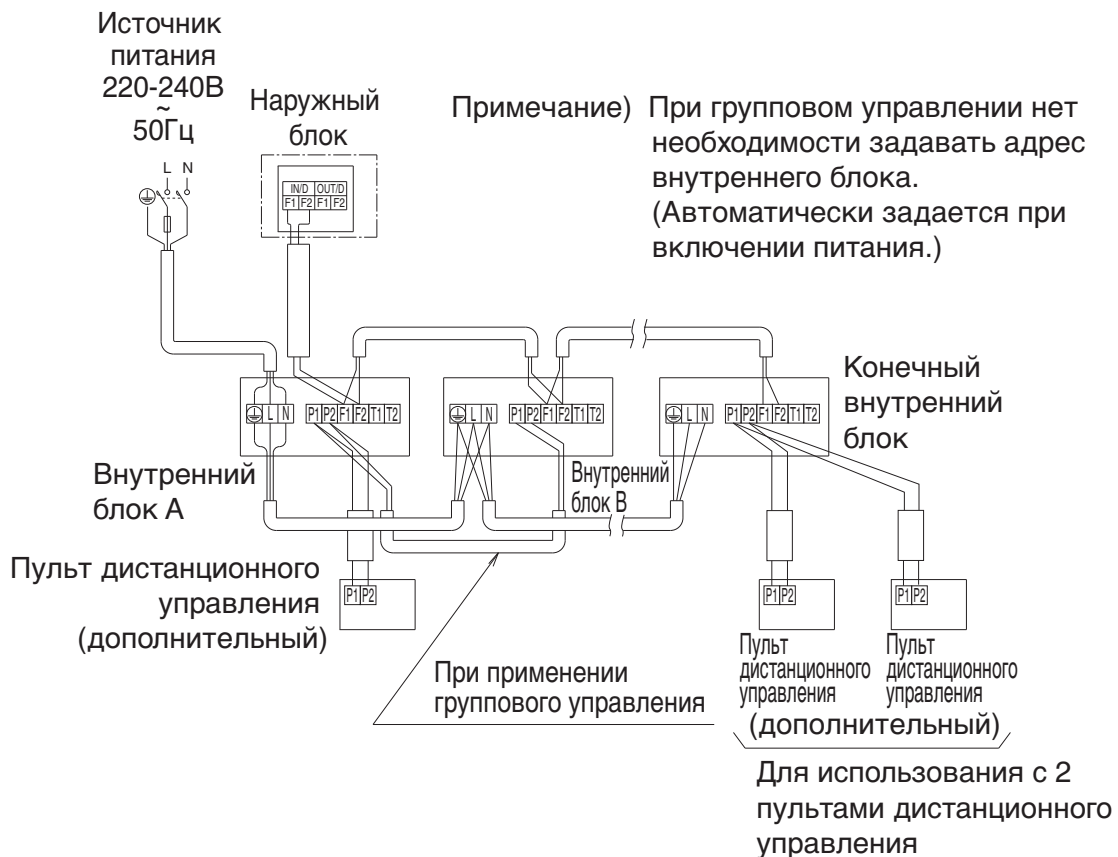 Источник
питания
220-240В
~
50Гц
L N
Наружный
блок
IN/D OUT/D
F1 F2 F1 F2
Примечание) При групповом управлении нет
необходимости задавать адрес
внутреннего блока.
(Автоматически задается при
включении питания.)
L N P1 P2 F1 F2 T1 T2
L N P1 P2 F1 F2 T1 T2
L N P1 P2 F1 F2 T1 T2
Конечный
внутренний
блок
Внутренний
блок A
Внутренний
блок B
Пульт дистанционного
управления
(дополнительный)
P1 P2
P1 P2
P1 P2
При применении
группового управления
Пульт
дистанционного
управления
Пульт
дистанционного
управления
(дополнительный)
Для использования с 2
пультами дистанционного
управления